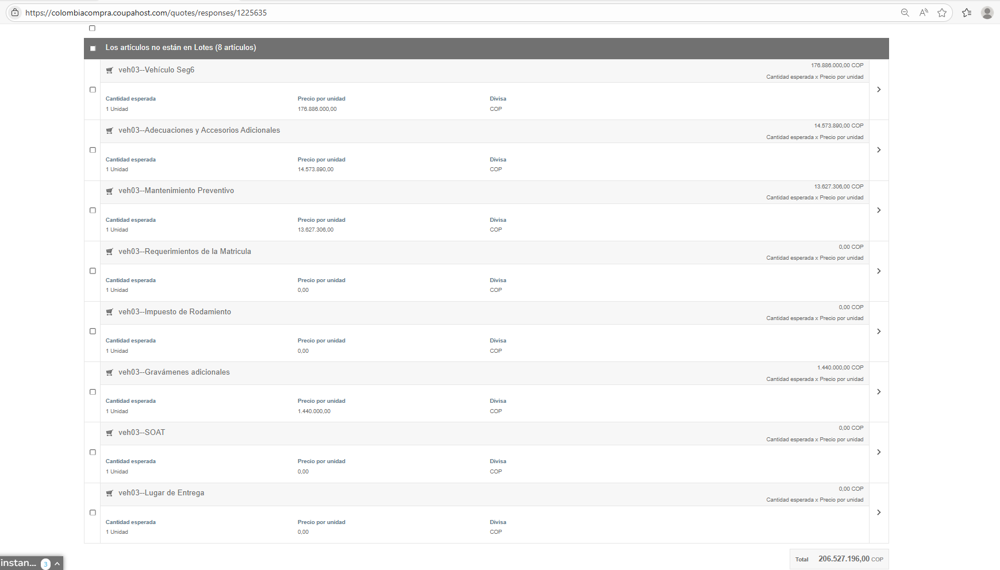 https://colombiacompra.coupahost.com/quotes/responses/1225635
Los artículos no están en Lotes (8 artículos)
veh03--Vehículo Seg6
176.886.000,00 COP
Cantidad esperada x Precio por unidad
Cantidad esperada Precio por unidad Divisa
1 Unidad 176.886.000,00 COP
veh03--Adecuaciones y Accesorios Adicionales
14.573.890,00 COP
Cantidad esperada x Precio por unidad
Cantidad esperada Precio por unidad Divisa
1 Unidad 14.573.890,00 COP
veh03--Mantenimiento Preventivo
13.627.306,00 COP
Cantidad esperada x Precio por unidad
Cantidad esperada Precio por unidad Divisa
1 Unidad 13.627.306,00 COP
veh03--Requerimientos de la Matricula
0,00 COP
Cantidad esperada x Precio por unidad
Cantidad esperada Precio por unidad Divisa
1 Unidad 0,00 COP
veh03--Impuesto de Rodamiento
0,00 COP
Cantidad esperada x Precio por unidad
Cantidad esperada Precio por unidad Divisa
1 Unidad 0,00 COP
veh03--Gravámenes adicionales
1.440.000,00 COP
Cantidad esperada x Precio por unidad
Cantidad esperada Precio por unidad Divisa
1 Unidad 1.440.000,00 COP
veh03--SOAT
0,00 COP
Cantidad esperada x Precio por unidad
Cantidad esperada Precio por unidad Divisa
1 Unidad 0,00 COP
veh03--Lugar de Entrega
0,00 COP
Cantidad esperada x Precio por unidad
Cantidad esperada Precio por unidad Divisa
1 Unidad 0,00 COP
Total 206.527.196,00 COP
instan... 3